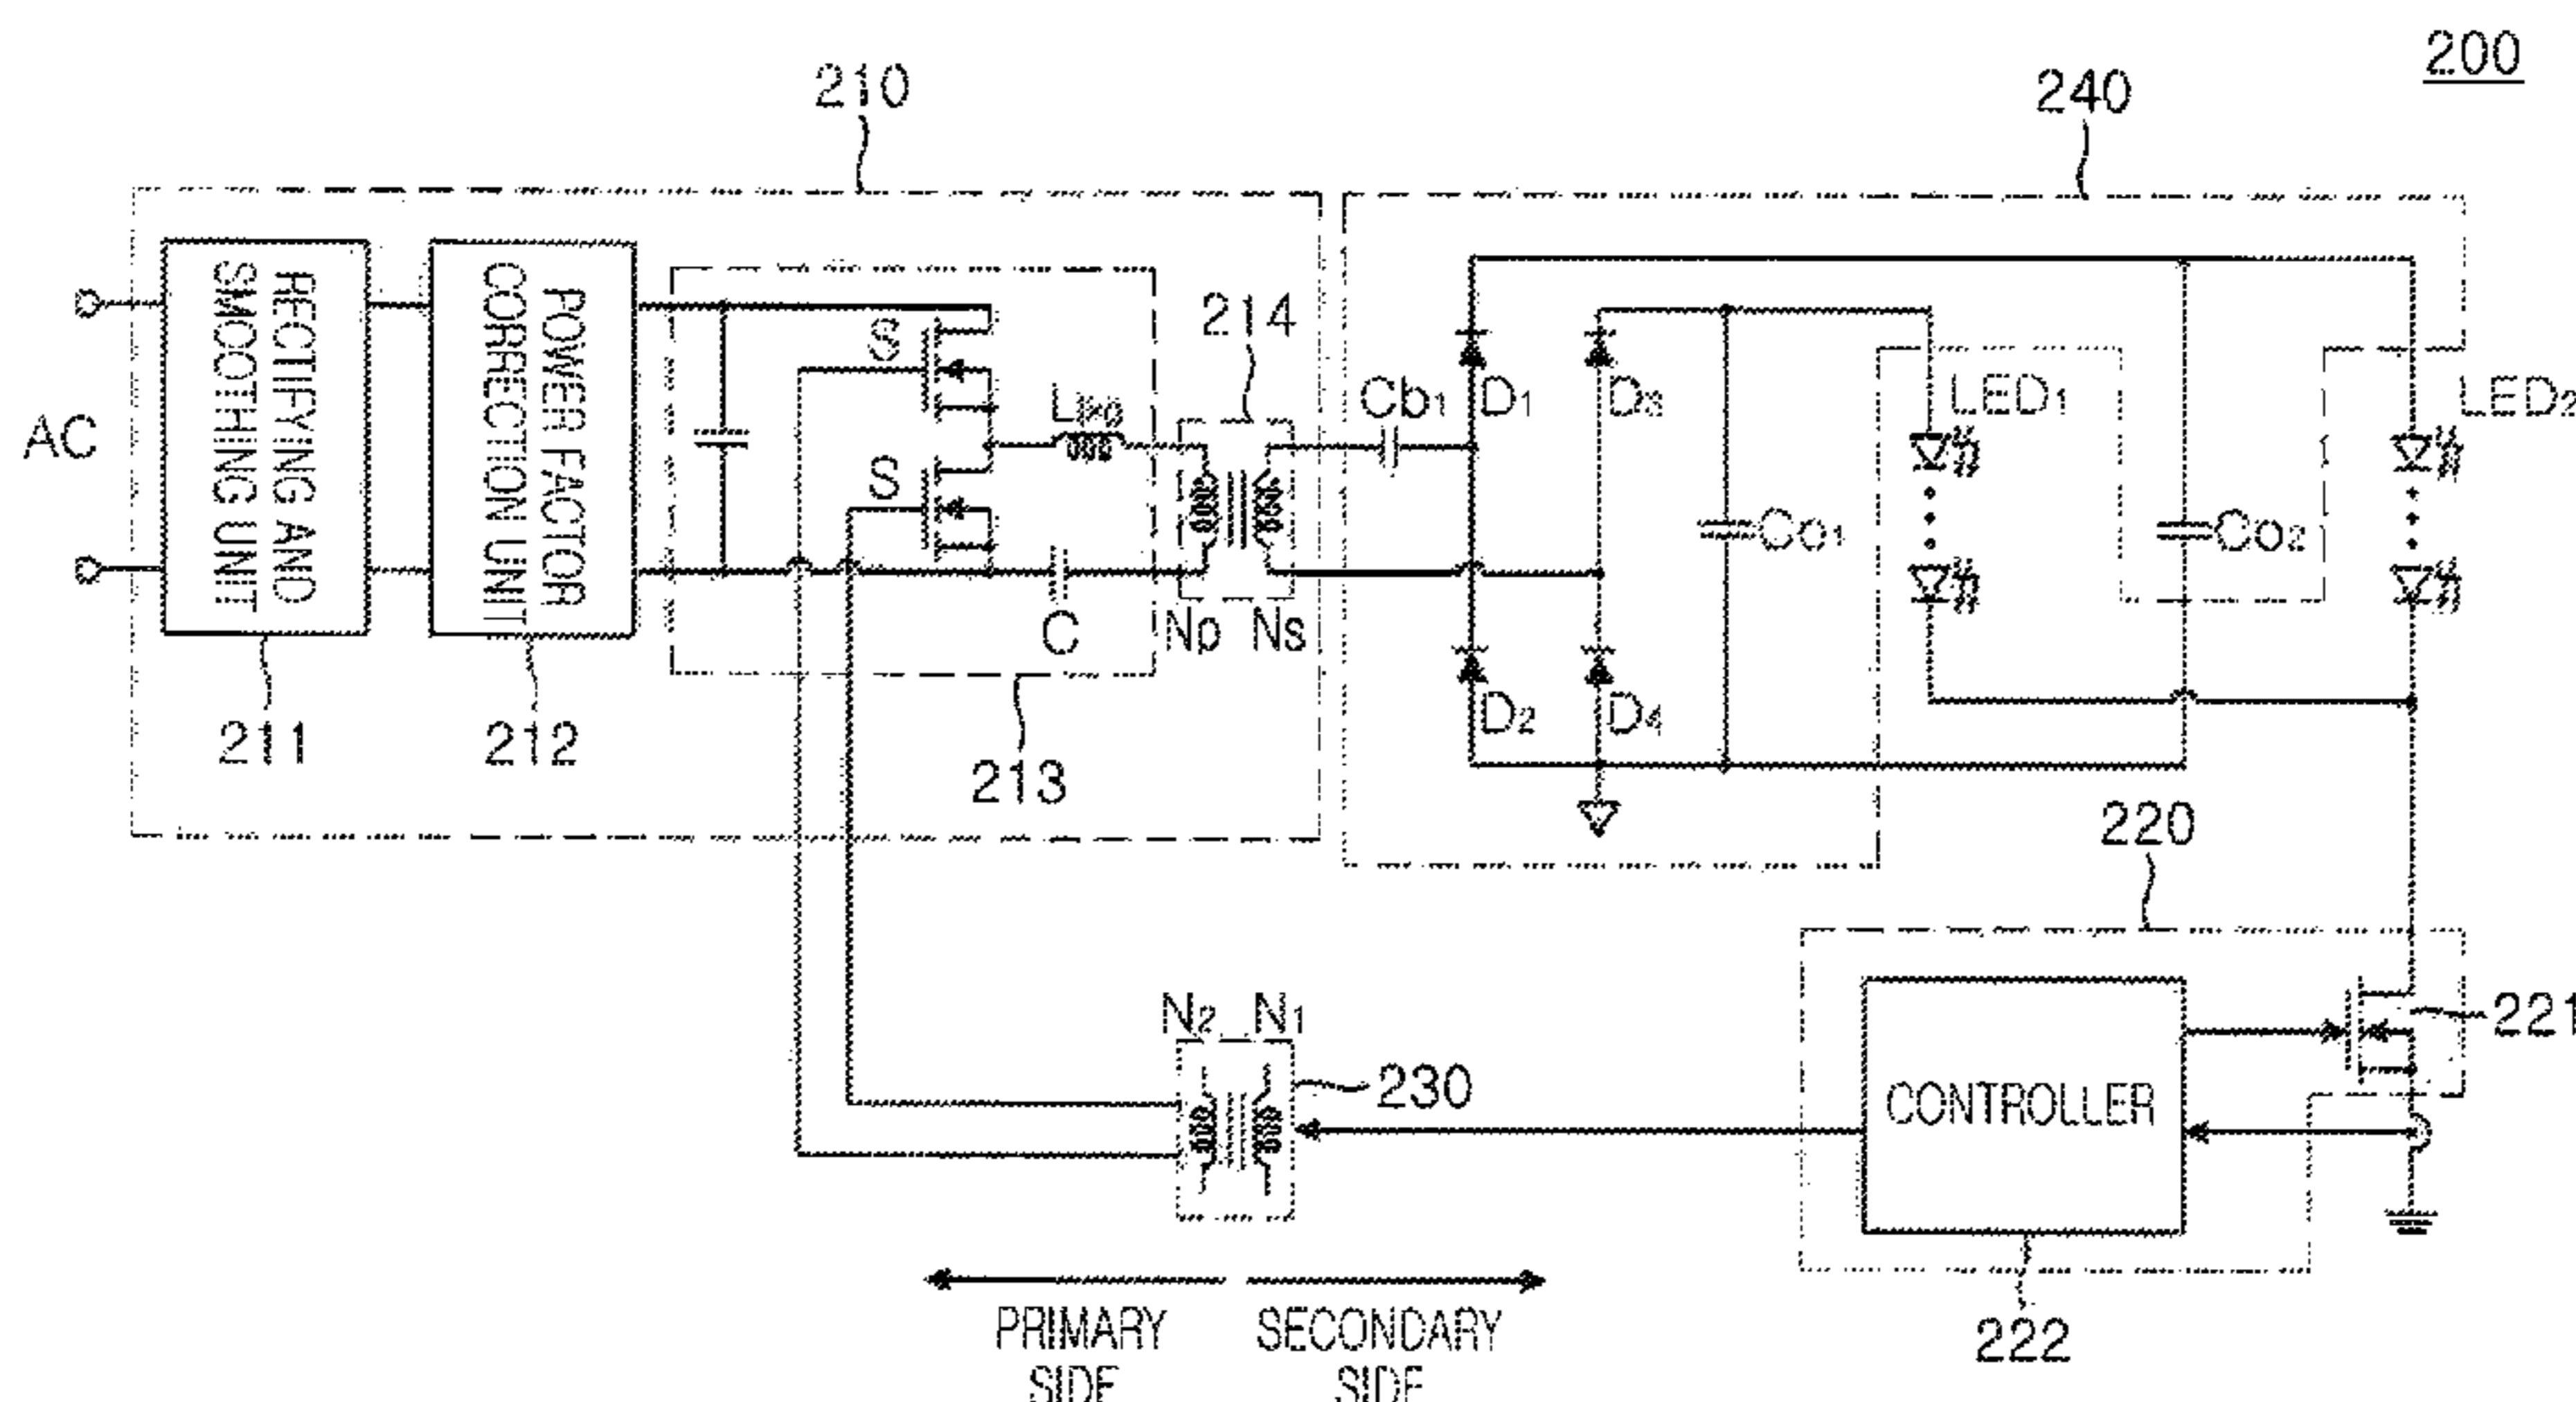 200
210
240
RECTIFYING AND
SMOOTHING UNIT
POWER FACTOR
CORRECTION UNIT
AC
S
S
Llkg
C
214
Np Ns
Cb1
D1
D3
D2
D4
Co1
LED1
Co2
LED2
211
212
213
220
N2 N1
230
CONTROLLER
221
222
PRIMARY
SIDE
SECONDARY
SIDE